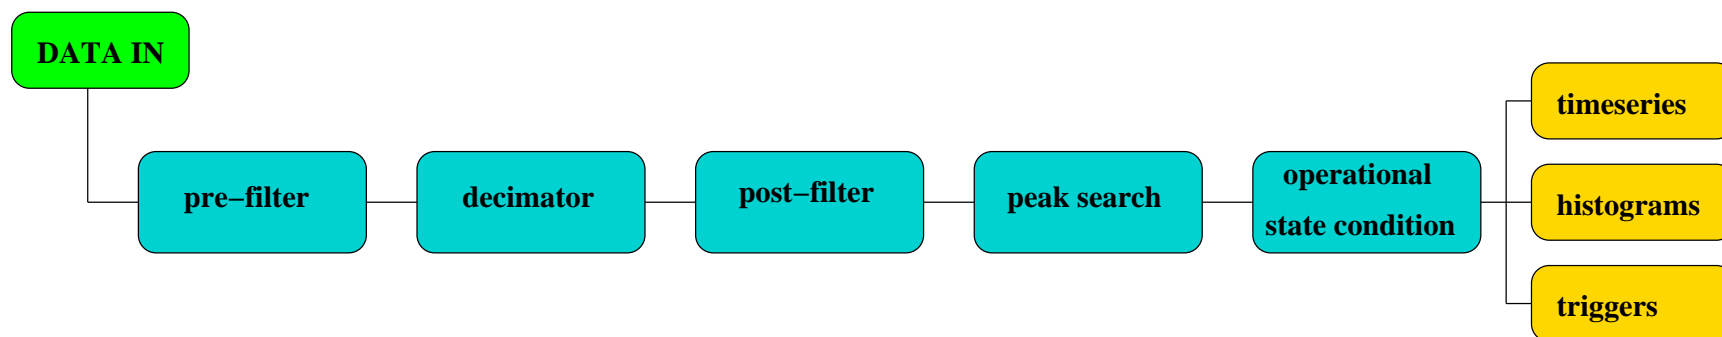 DATA IN
pre−filter
decimator
post−filter
peak search
operational
state condition
timeseries
histograms
triggers